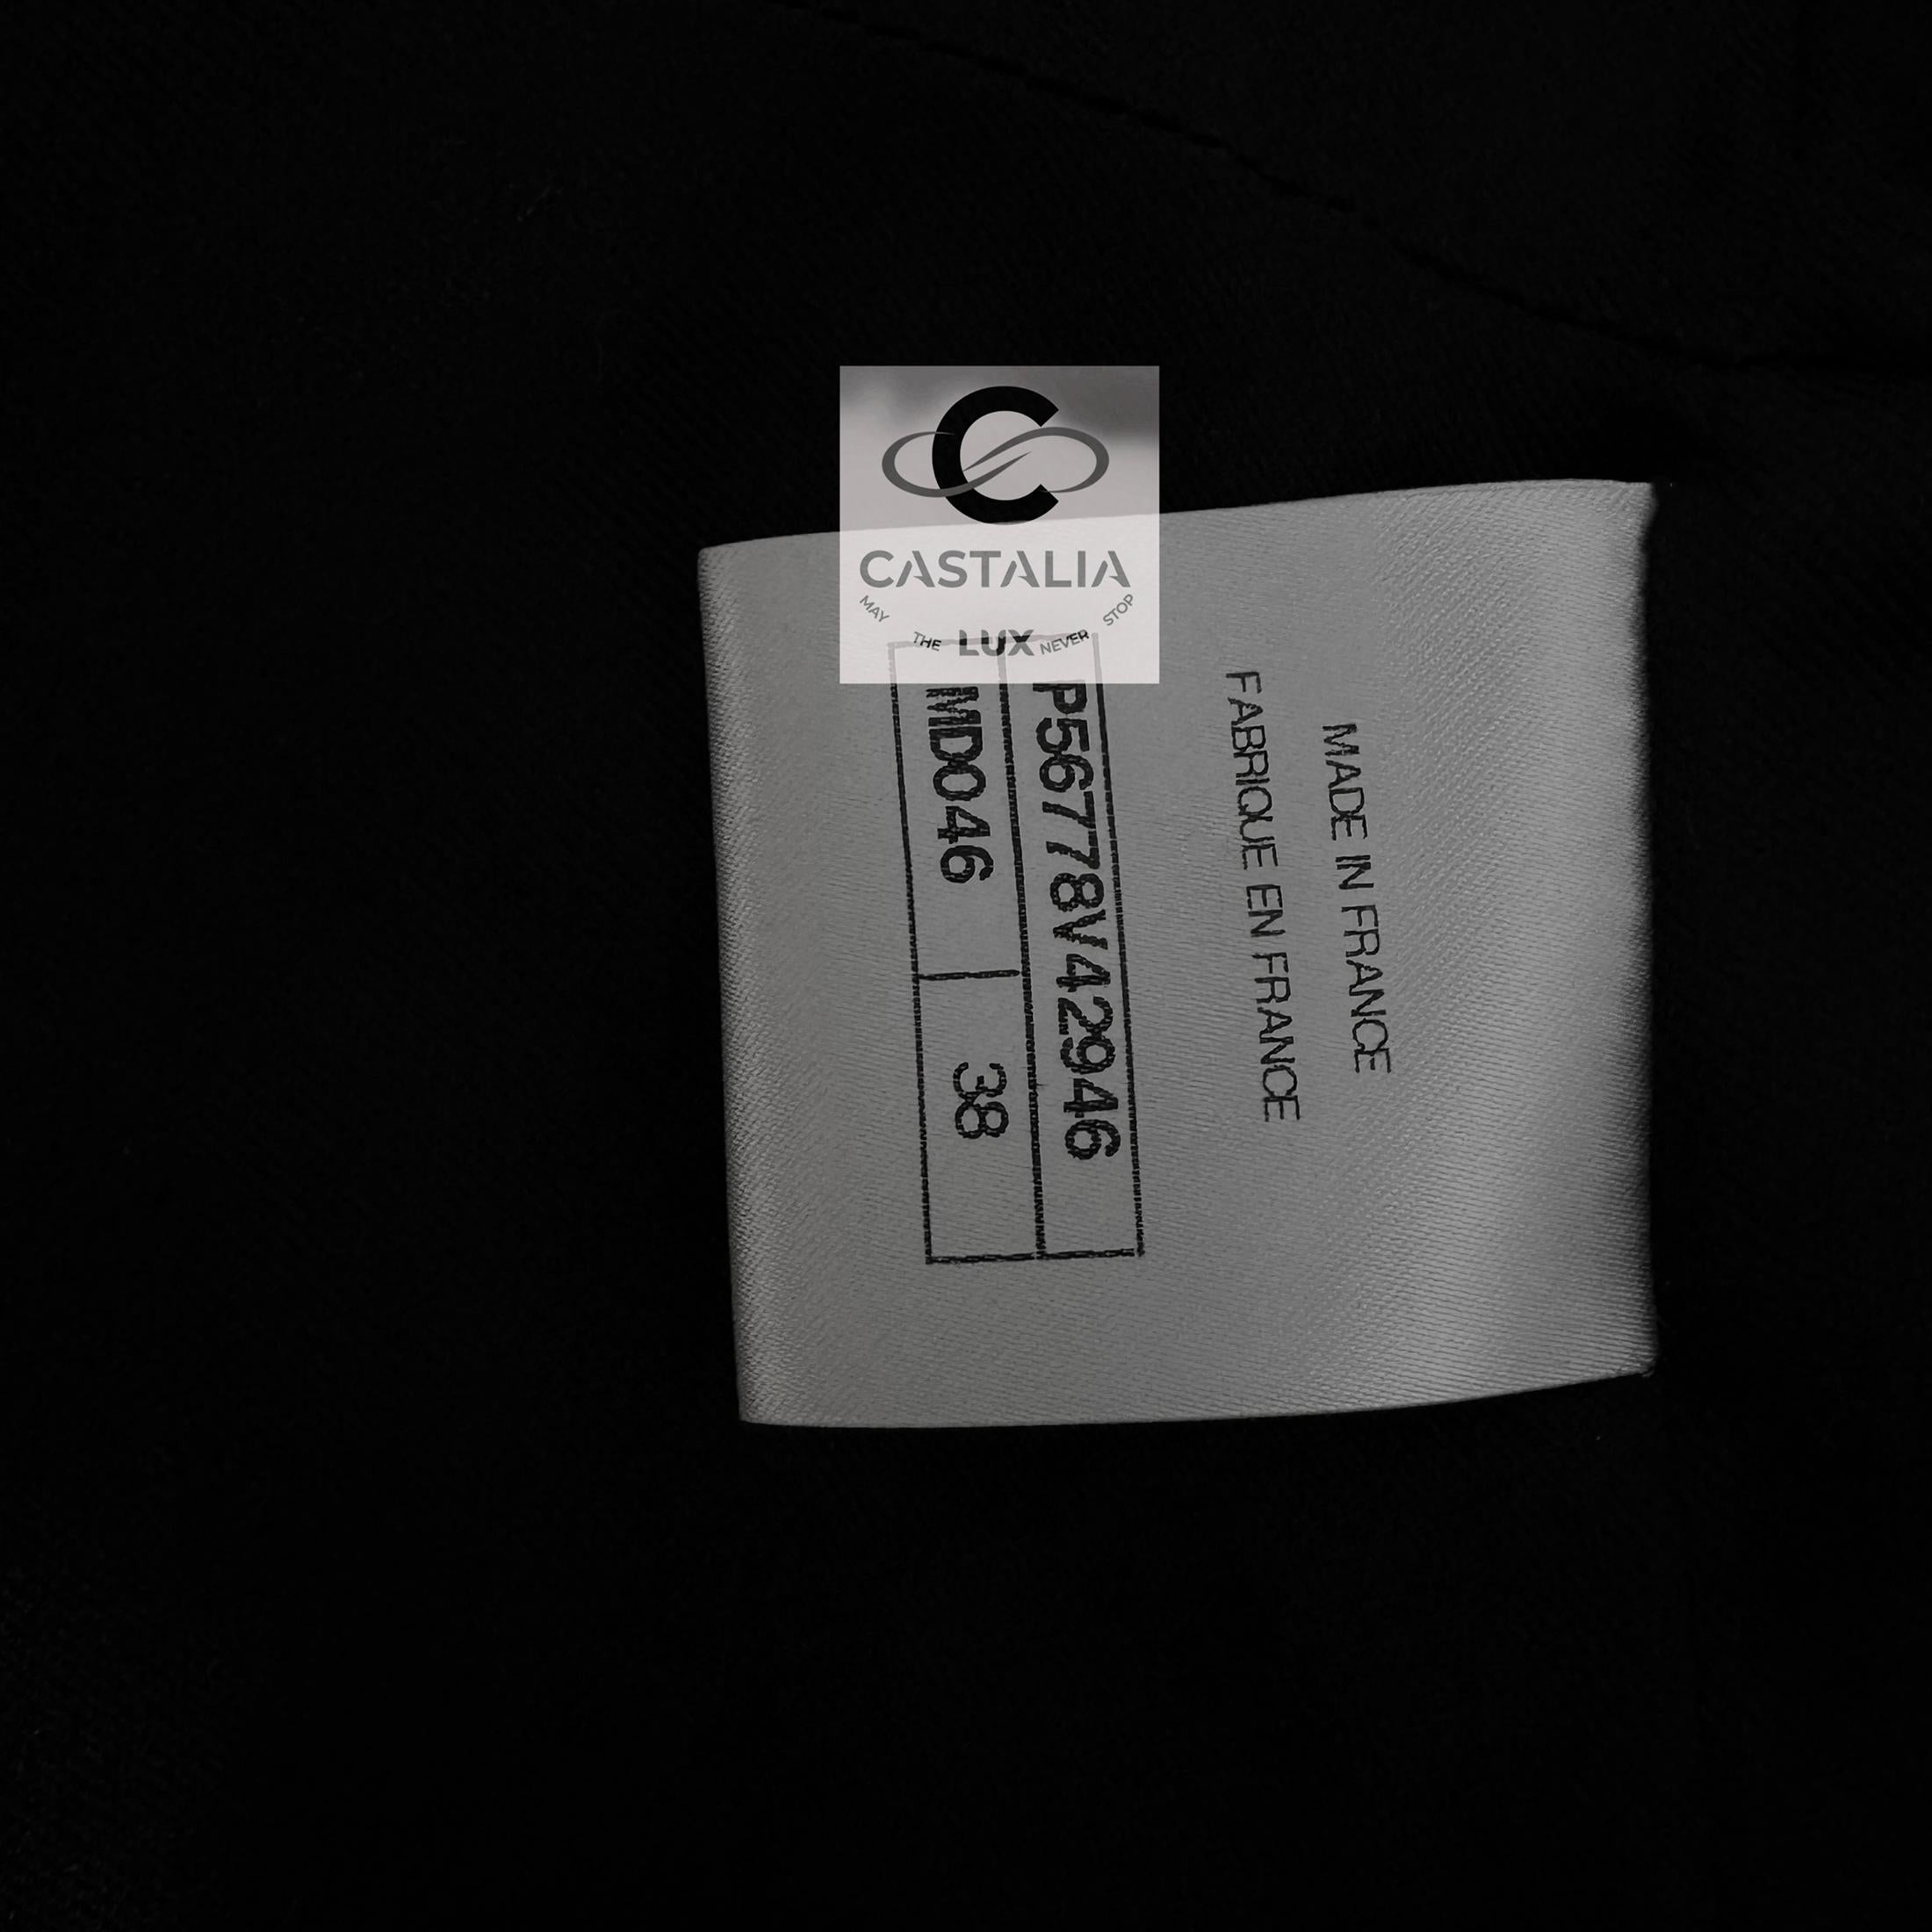 CASTALIA
MAY THE LUX NEVER STOP
MADE IN FRANCE
FABRIQUE EN FRANCE
P56778V42946
MD046 38